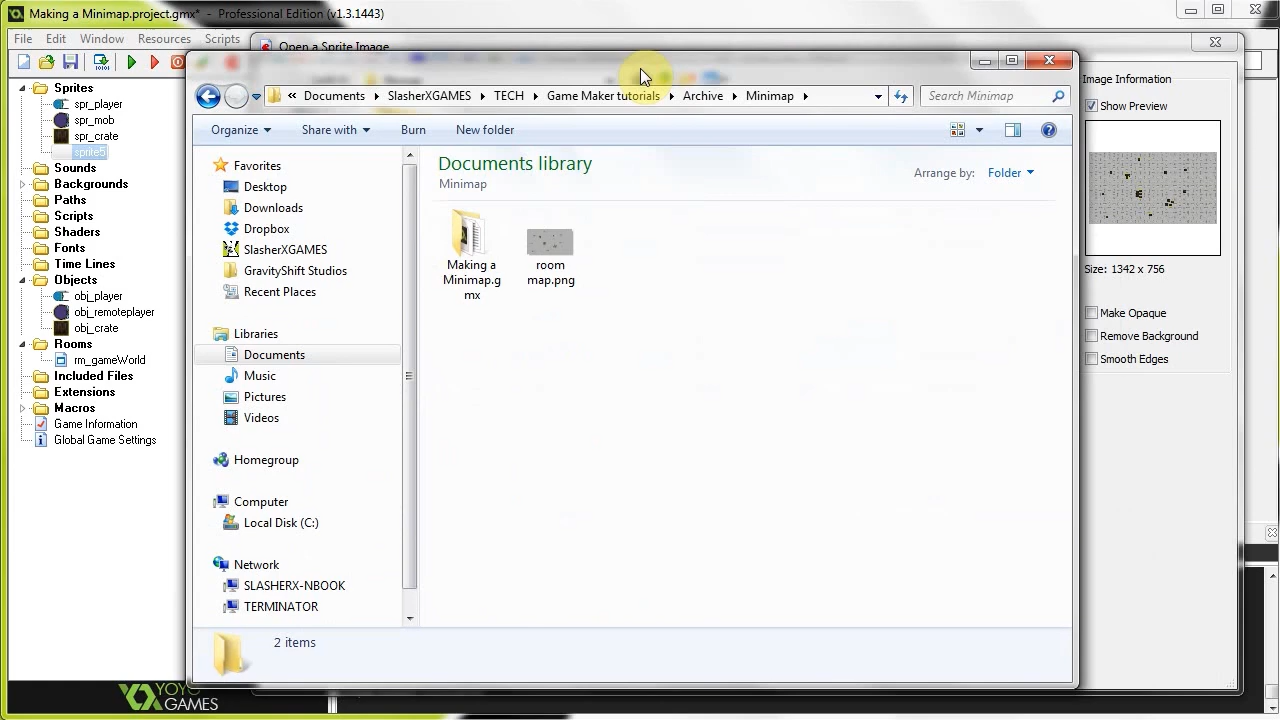 Making a Minimap.project.gmx* - Professional Edition (v1.3.1443)
File Edit Window Resources Scripts
Open a Sprite Image
Sprites
spr_player
spr_mob
spr_crate
sprite5
Sounds
Backgrounds
Paths
Scripts
Shaders
Fonts
Time Lines
Objects
obj_player
obj_remoteplayer
obj_crate
Rooms
rm_gameWorld
Included Files
Extensions
Macros
Game Information
Global Game Settings
YOYO
GAMES
« Documents SlasherXGAMES TECH Game Maker tutorials Archive Minimap
Search Minimap
Organize Share with Burn New folder
Favorites
Desktop
Downloads
Dropbox
SlasherXGAMES
GravityShift Studios
Recent Places
Libraries
Documents
Music
Pictures
Videos
Homegroup
Computer
Local Disk (C:)
Network
SLASHERX-NBOOK
TERMINATOR
Documents library
Minimap
Arrange by: Folder
Making a
Minimap.g
mx
room
map.png
2 items
Image Information
Show Preview
Size: 1342 x 756
Make Opaque
Remove Background
Smooth Edges